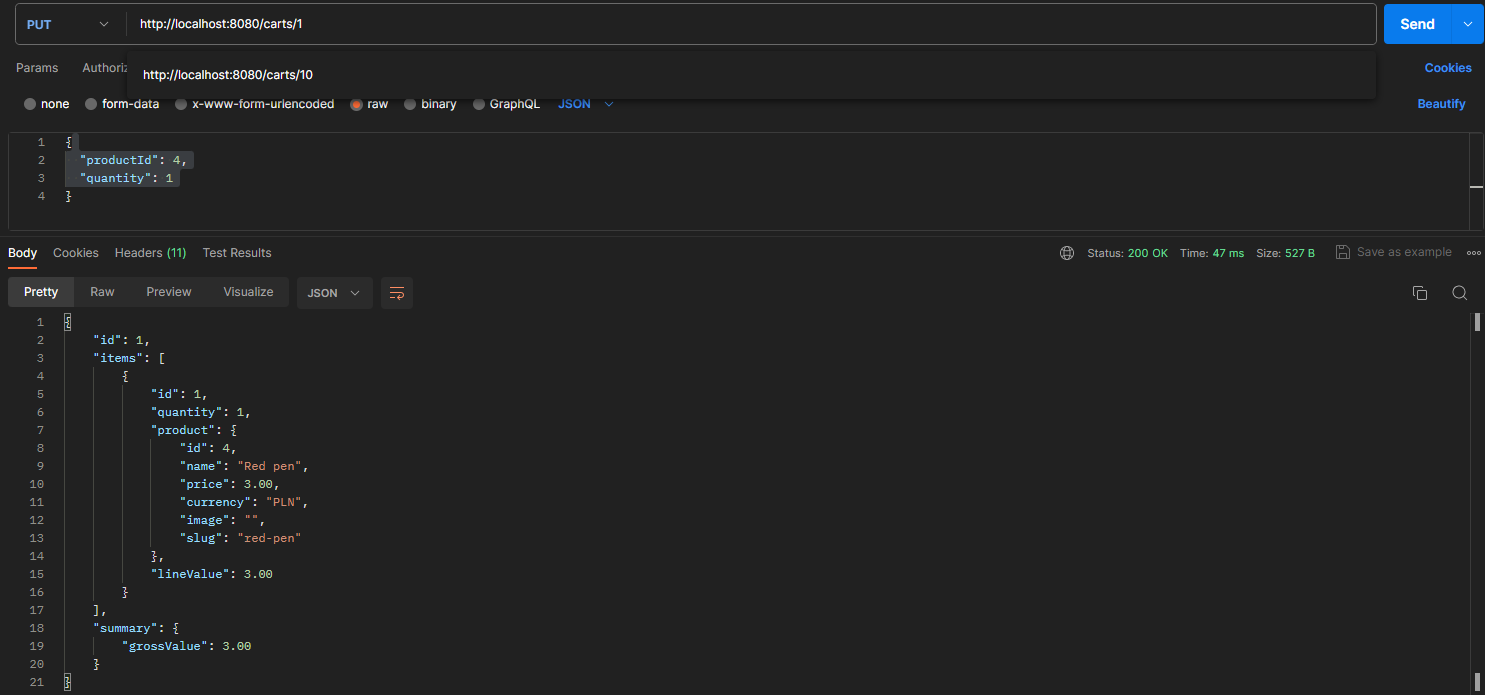 PUT http://localhost:8080/carts/1 Send
http://localhost:8080/carts/10
Params Authoriz Cookies
none form-data x-www-form-urlencoded raw binary GraphQL JSON Beautify
1 {
2 "productId": 4,
3 "quantity": 1
4 }
Body Cookies Headers (11) Test Results Status: 200 OK Time: 47 ms Size: 527 B Save as example
Pretty Raw Preview Visualize JSON
1 {
2 "id": 1,
3 "items": [
4 {
5 "id": 1,
6 "quantity": 1,
7 "product": {
8 "id": 4,
9 "name": "Red pen",
10 "price": 3.00,
11 "currency": "PLN",
12 "image": "",
13 "slug": "red-pen"
14 },
15 "lineValue": 3.00
16 }
17 ],
18 "summary": {
19 "grossValue": 3.00
20 }
21 }